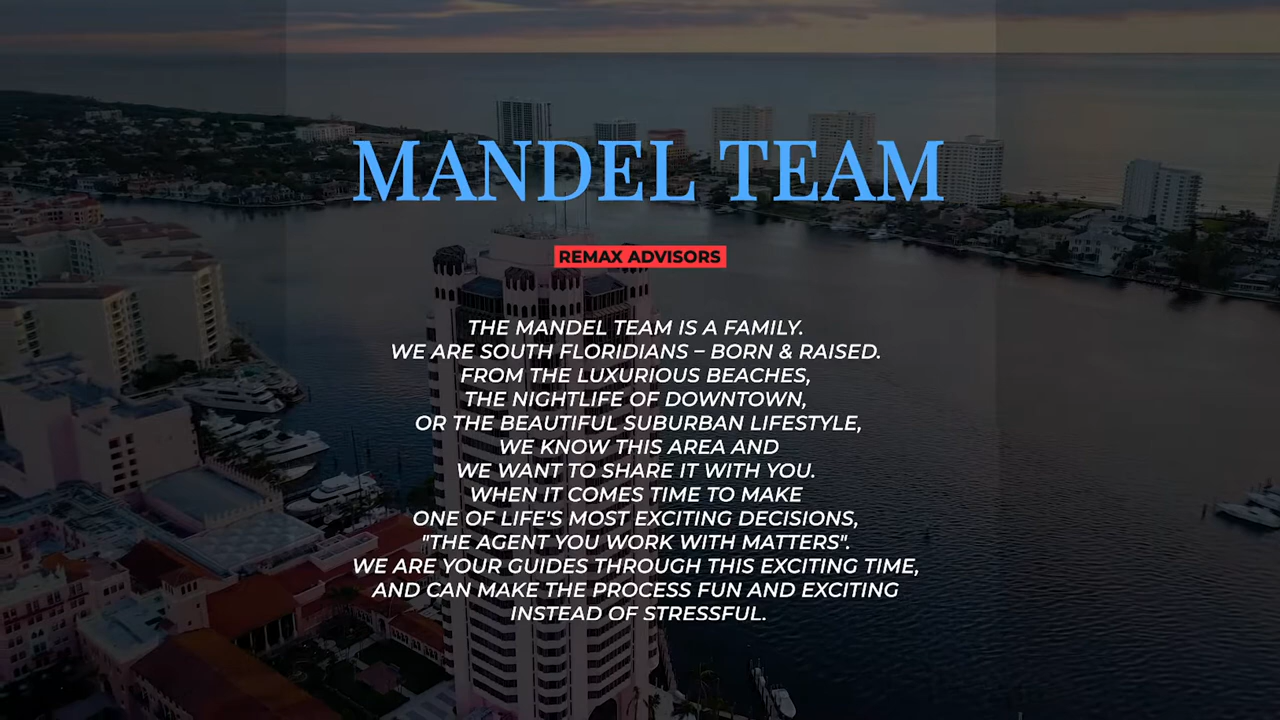 MANDEL TEAM
REMAX ADVISORS
THE MANDEL TEAM IS A FAMILY.
WE ARE SOUTH FLORIDIANS – BORN & RAISED.
FROM THE LUXURIOUS BEACHES,
THE NIGHTLIFE OF DOWNTOWN,
OR THE BEAUTIFUL SUBURBAN LIFESTYLE,
WE KNOW THIS AREA AND
WE WANT TO SHARE IT WITH YOU.
WHEN IT COMES TIME TO MAKE
ONE OF LIFE'S MOST EXCITING DECISIONS,
"THE AGENT YOU WORK WITH MATTERS".
WE ARE YOUR GUIDES THROUGH THIS EXCITING TIME,
AND CAN MAKE THE PROCESS FUN AND EXCITING
INSTEAD OF STRESSFUL.